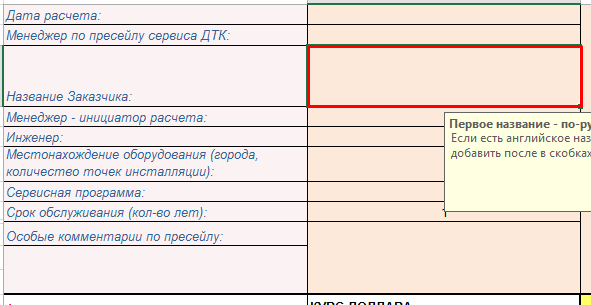 Дата расчета:
Менеджер по пресейлу сервиса ДТК:
Название Заказчика:
Менеджер - инициатор расчета:
Инженер:
Местонахождение оборудования (города,
количество точек инсталляции):
Сервисная программа:
Срок обслуживания (кол-во лет):
Особые комментарии по пресейлу:
Первое название - по-ру
Если есть английское наз
добавить после в скобках
КУРС ДОЛЛАРА